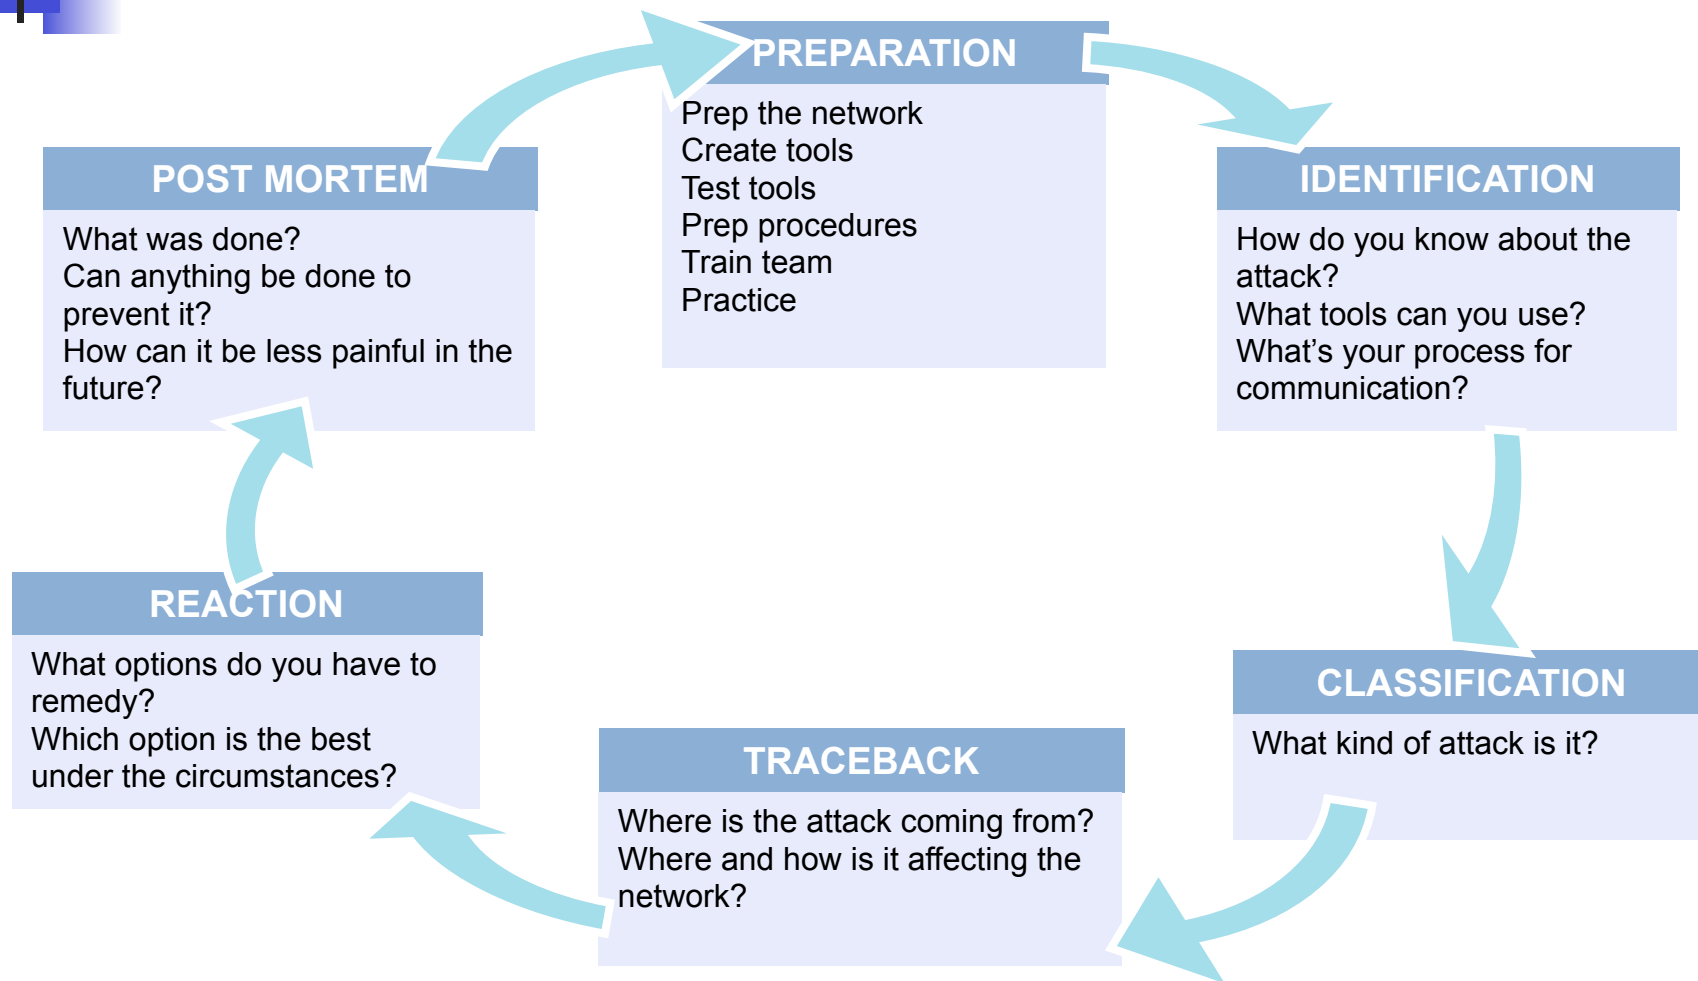 PREPARATION
Prep the network
Create tools
Test tools
Prep procedures
Train team
Practice
IDENTIFICATION
How do you know about the
attack?
What tools can you use?
What’s your process for
communication?
CLASSIFICATION
What kind of attack is it?
TRACEBACK
Where is the attack coming from?
Where and how is it affecting the
network?
REACTION
What options do you have to
remedy?
Which option is the best
under the circumstances?
POST MORTEM
What was done?
Can anything be done to
prevent it?
How can it be less painful in the
future?